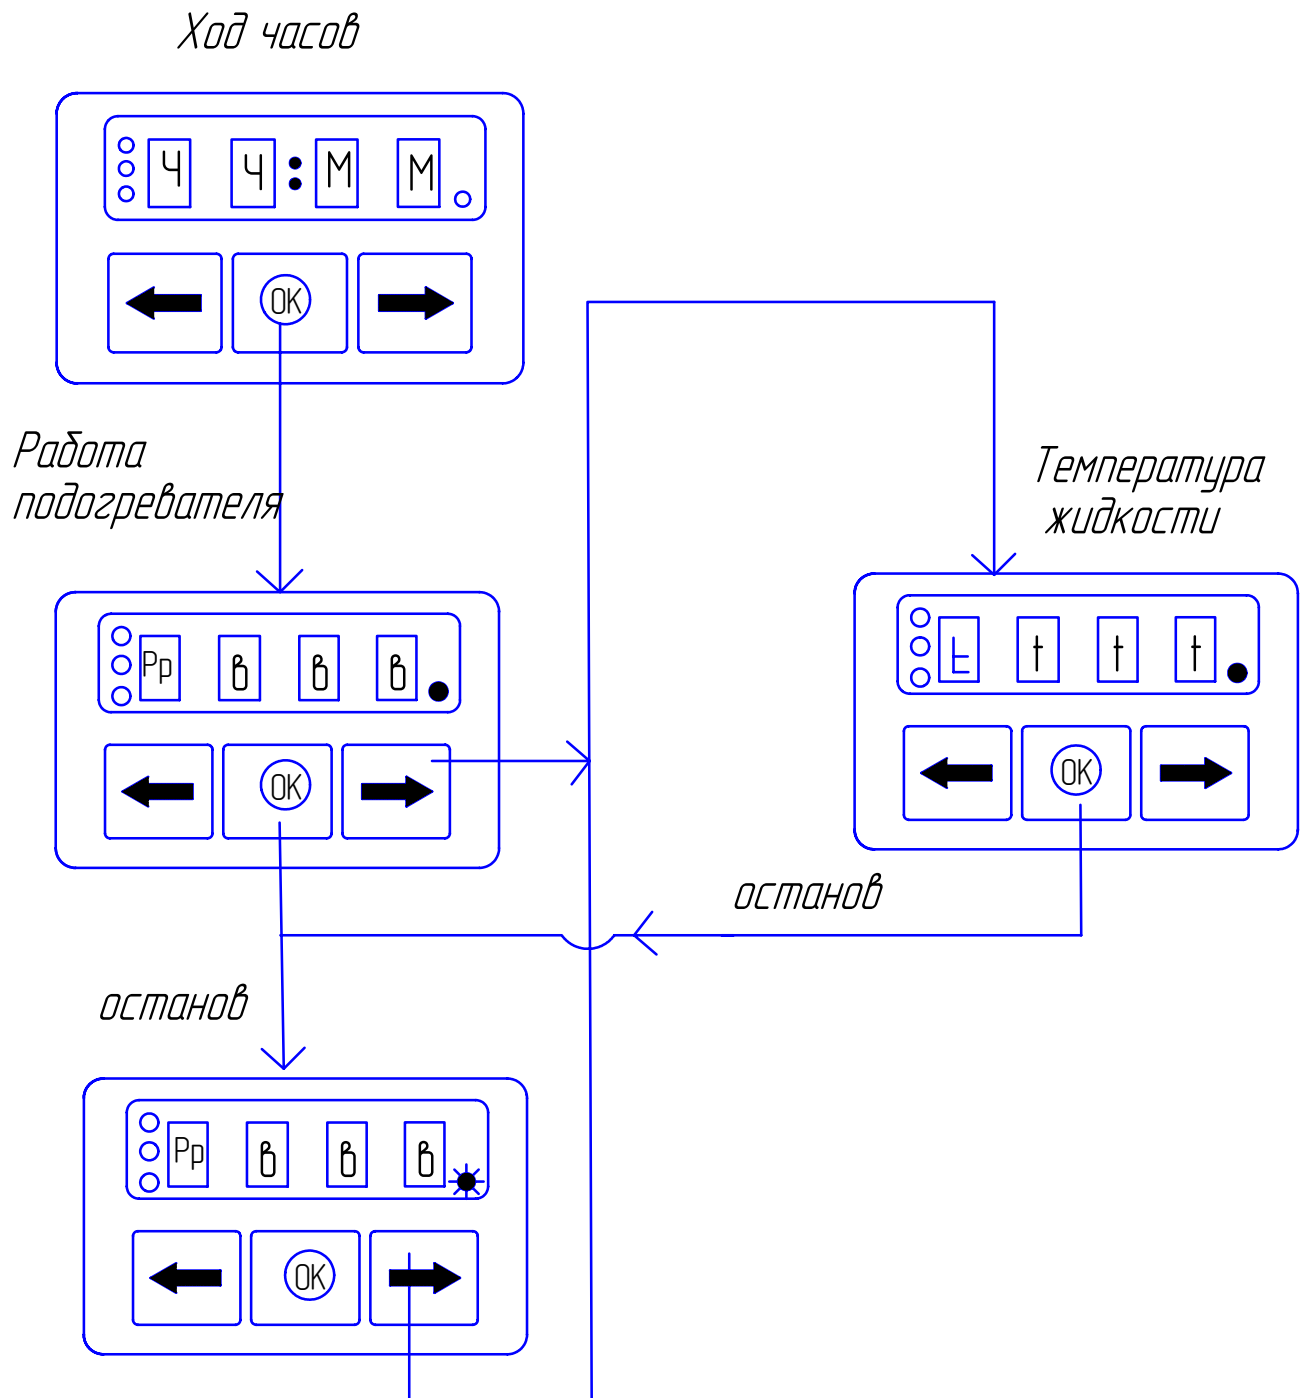 Ход часов
Ч Ч : М М
ОК
Работа
подогревателя
Температура
жидкости
Рр в в в
ОК
t t t t
ОК
останов
останов
Рр в в в
ОК